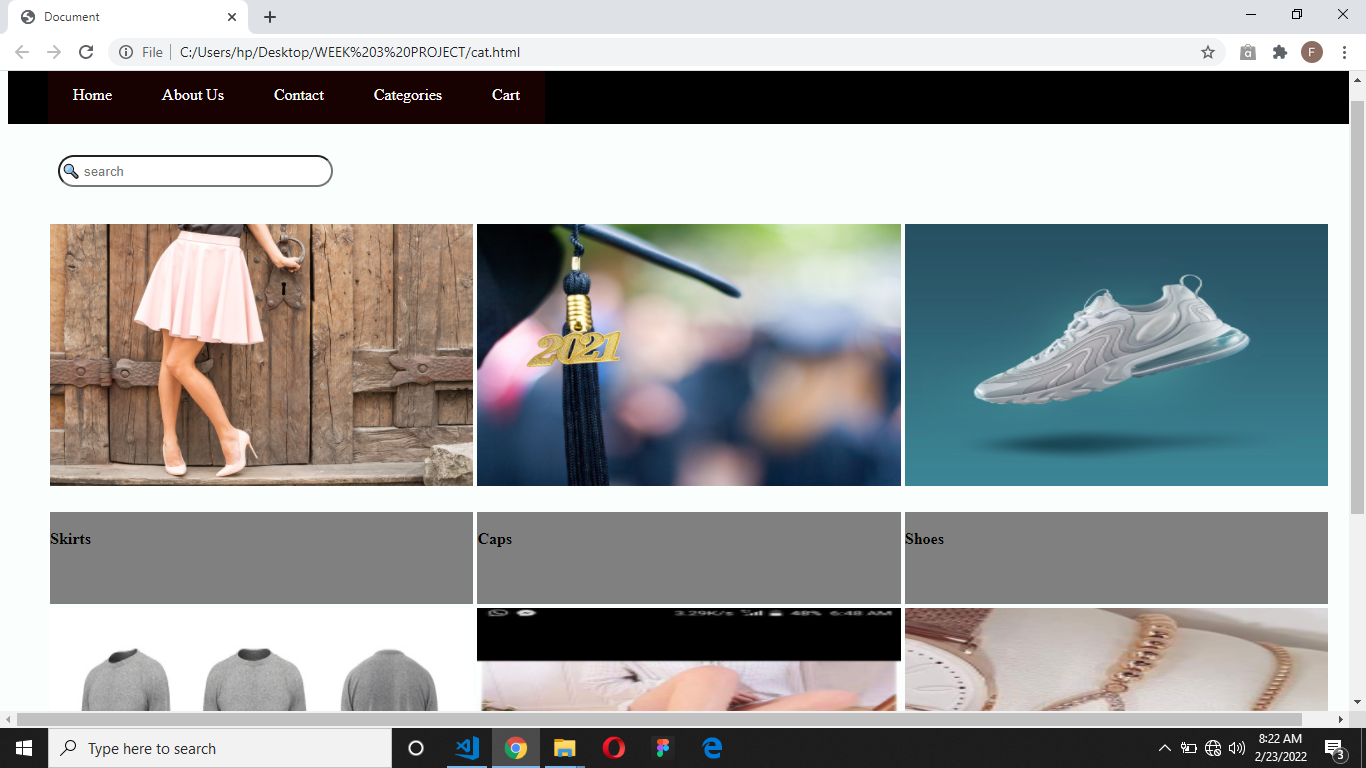 Document
File C:/Users/hp/Desktop/WEEK%203%20PROJECT/cat.html
F
Home About Us Contact Categories Cart
search
2021
Skirts Caps Shoes
3.29K/s 48% 6:48 AM
Type here to search
8:22 AM
2/23/2022
3